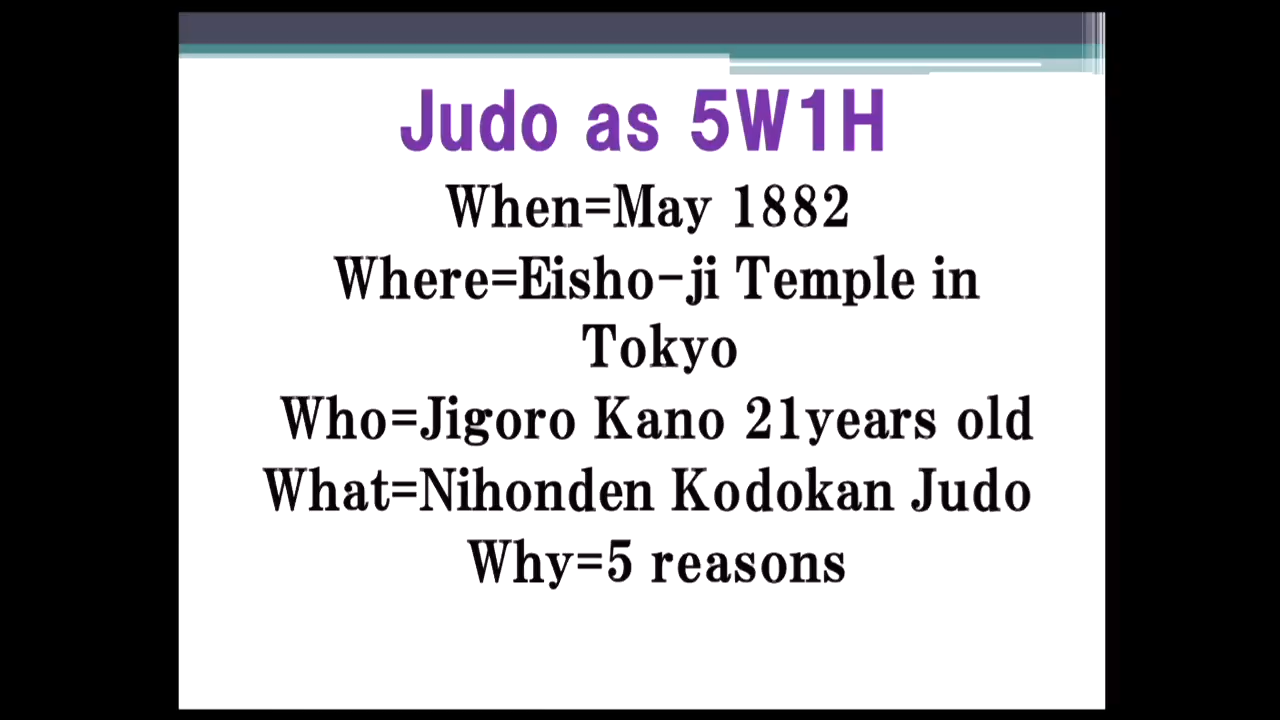 Judo as 5W1H
When=May 1882
Where=Eisho-ji Temple in
Tokyo
Who=Jigoro Kano 21years old
What=Nihonden Kodokan Judo
Why=5 reasons